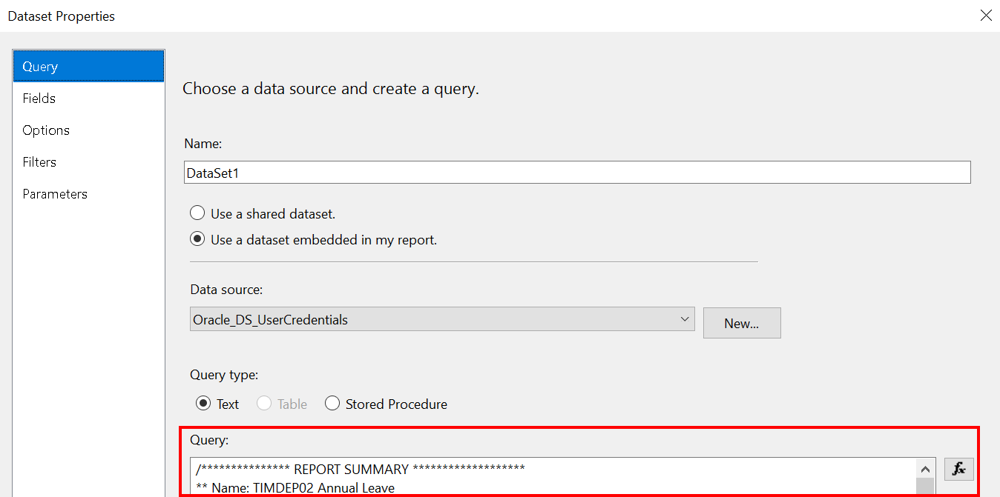 Dataset Properties
Query
Fields
Options
Filters
Parameters
Choose a data source and create a query.
Name:
DataSet1
Use a shared dataset.
Use a dataset embedded in my report.
Data source:
Oracle_DS_UserCredentials
New...
Query type:
Text Table Stored Procedure
Query:
/*************** REPORT SUMMARY *******************
fx
** Name: TIMDEP02 Annual Leave